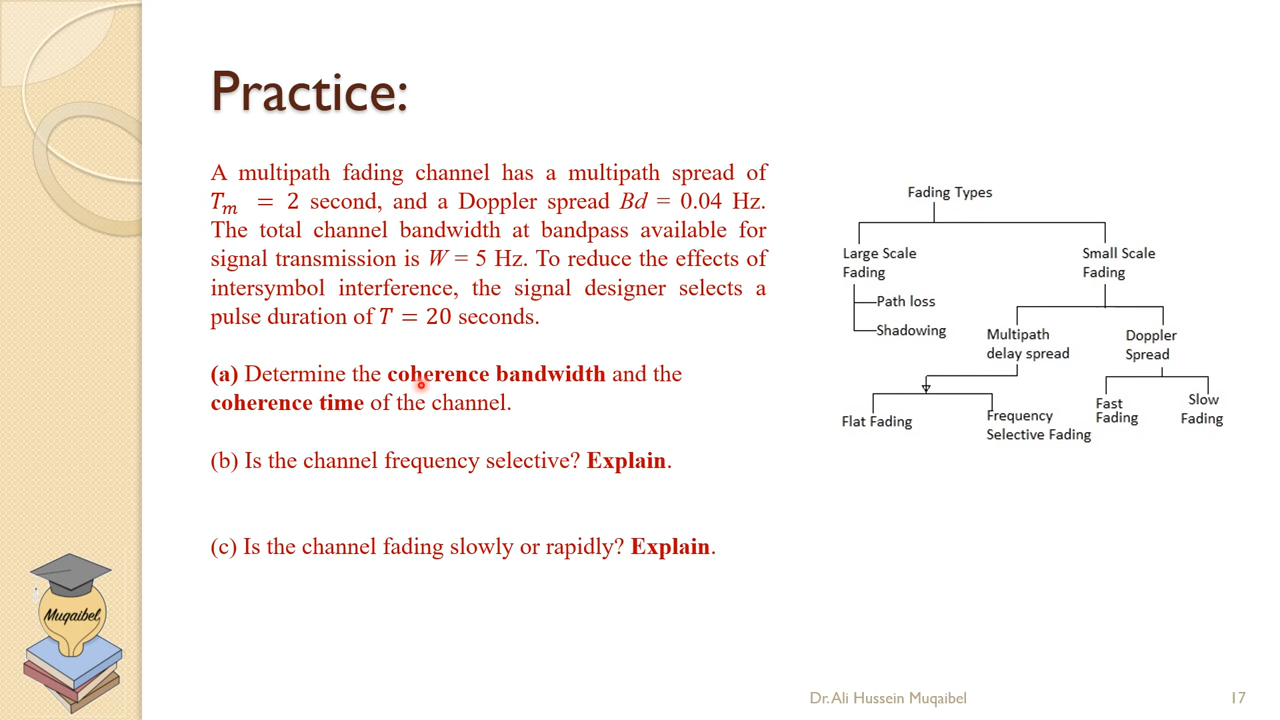 Practice:
A multipath fading channel has a multipath spread of
Tₘ = 2 second, and a Doppler spread Bd = 0.04 Hz.
The total channel bandwidth at bandpass available for
signal transmission is W = 5 Hz. To reduce the effects of
intersymbol interference, the signal designer selects a
pulse duration of T = 20 seconds.
(a) Determine the coherence bandwidth and the
coherence time of the channel.
(b) Is the channel frequency selective? Explain.
(c) Is the channel fading slowly or rapidly? Explain.
Fading Types
Large Scale
Fading
Path loss
Shadowing
Small Scale
Fading
Multipath
delay spread
Doppler
Spread
Flat Fading
Frequency
Selective Fading
Fast
Fading
Slow
Fading
Muqaibel
Dr. Ali Hussein Muqaibel
17